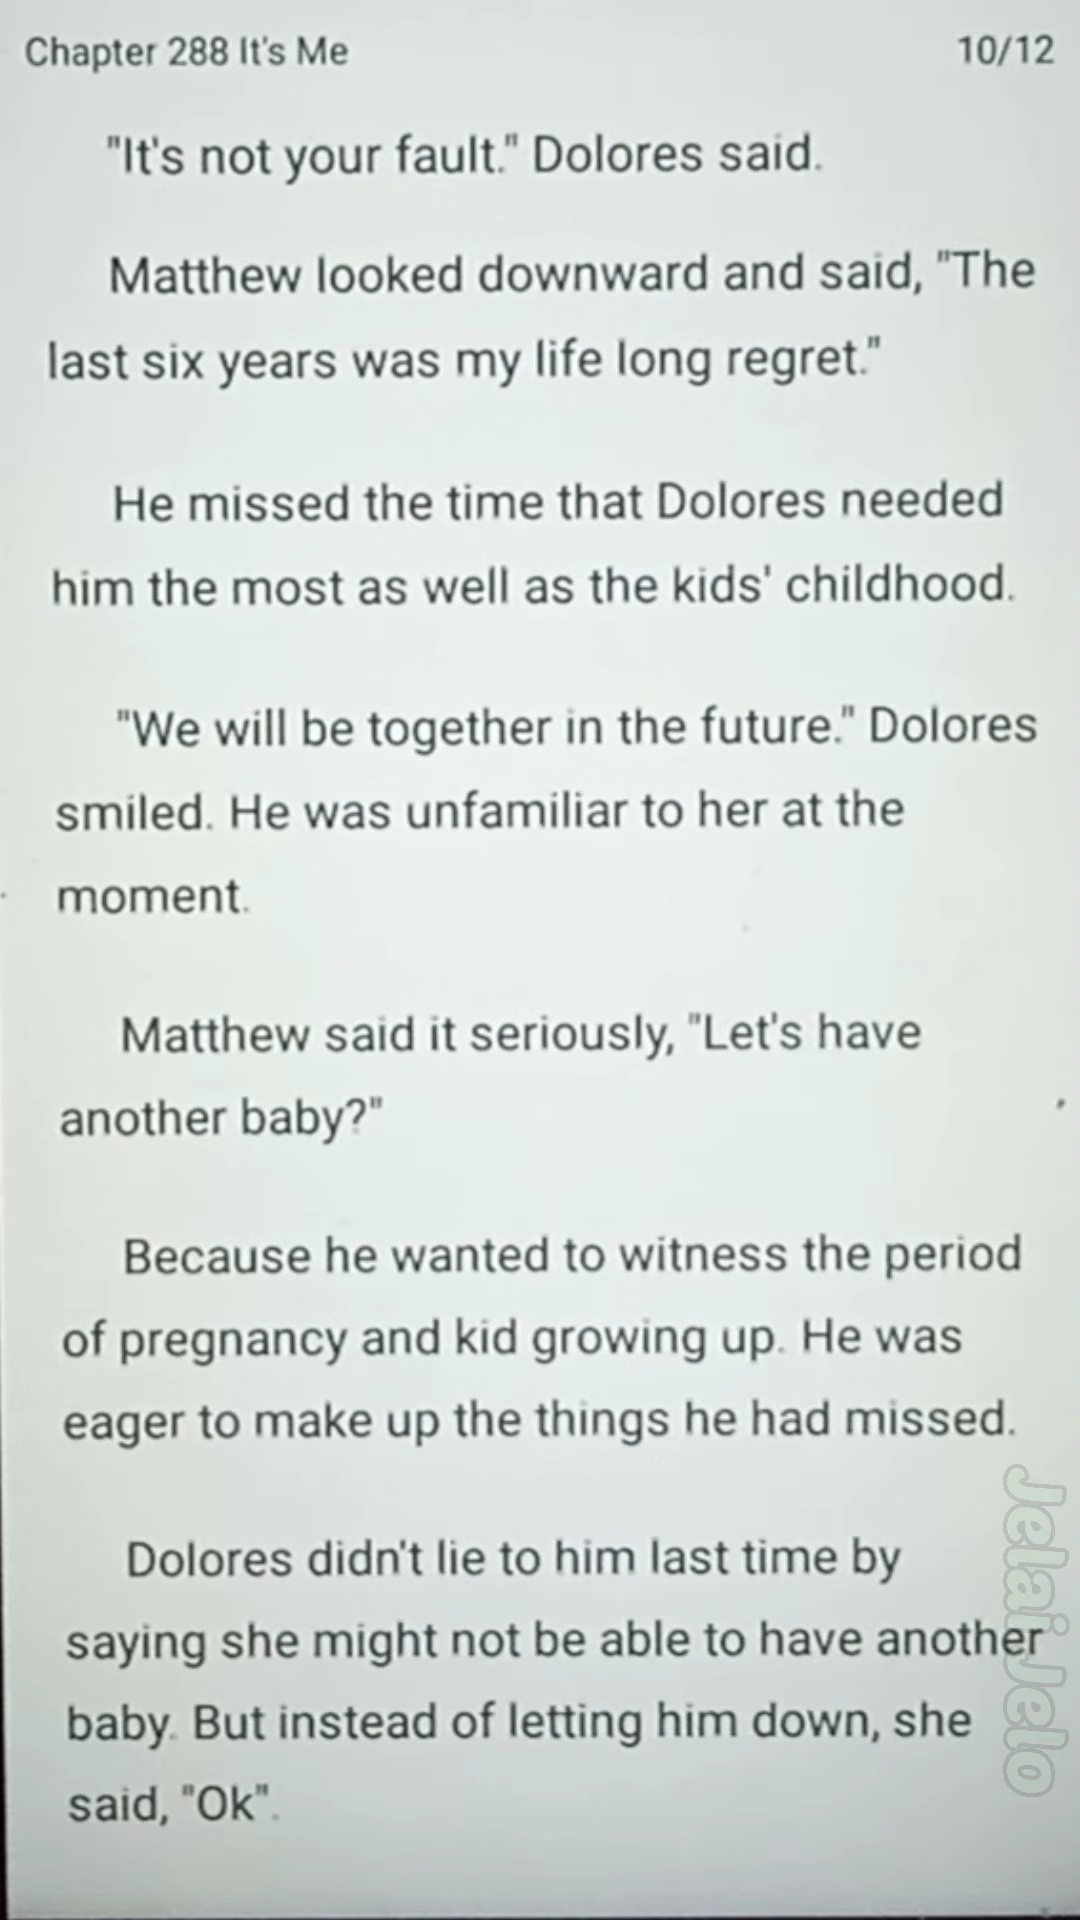 Chapter 288 It's Me
10/12
"It's not your fault." Dolores said.
Matthew looked downward and said, "The
last six years was my life long regret."
He missed the time that Dolores needed
him the most as well as the kids' childhood.
"We will be together in the future." Dolores
smiled. He was unfamiliar to her at the
moment.
Matthew said it seriously, "Let's have
another baby?"
Because he wanted to witness the period
of pregnancy and kid growing up. He was
eager to make up the things he had missed.
Dolores didn't lie to him last time by
saying she might not be able to have another
baby. But instead of letting him down, she
said, "Ok".
Jelai Jelo